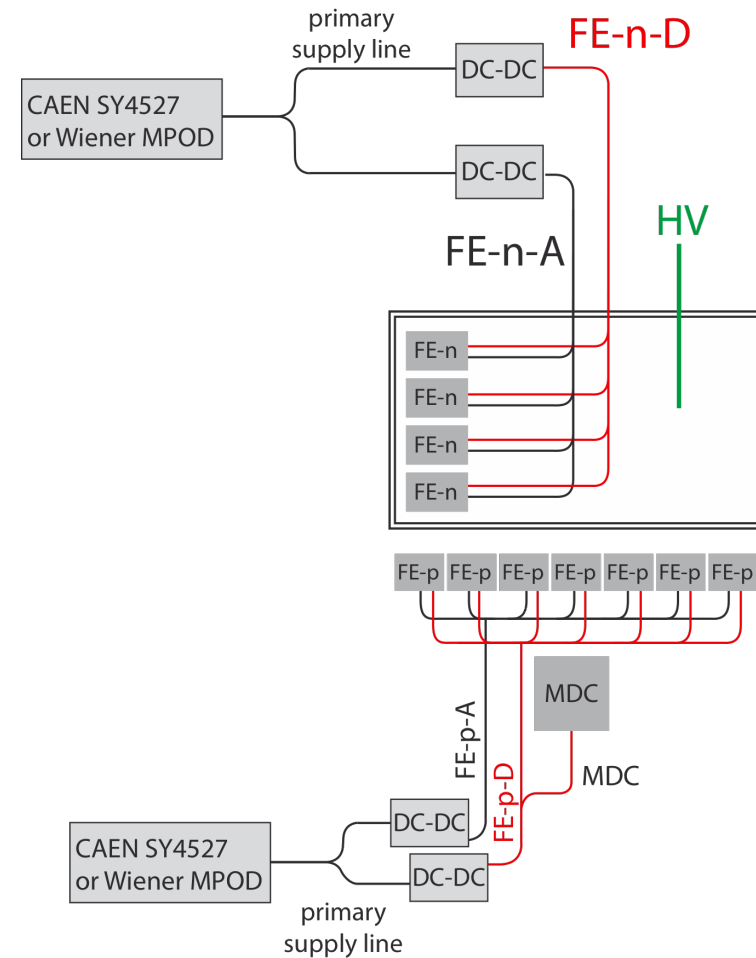 primary
supply line
FE-n-D
DC-DC
CAEN SY4527
or Wiener MPOD
DC-DC
HV
FE-n-A
FE-n
FE-n
FE-n
FE-n
FE-p
FE-p
FE-p
FE-p
FE-p
FE-p
FE-p
MDC
FE-p-A
FE-p-D
MDC
DC-DC
CAEN SY4527
or Wiener MPOD
DC-DC
primary
supply line